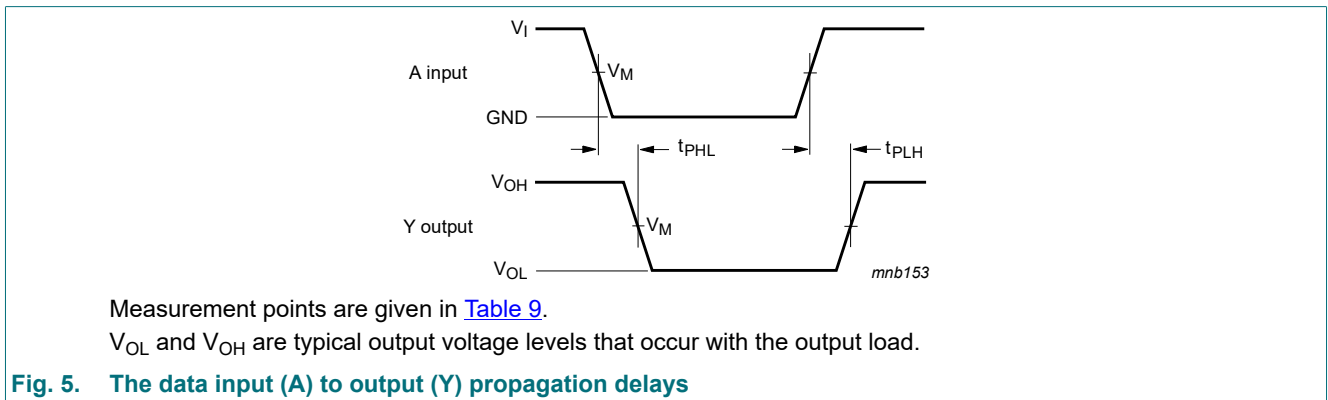 VI
A input
VM
GND
tPHL
tPLH
VOH
Y output
VM
VOL
mnb153
Measurement points are given in Table 9.
VOL and VOH are typical output voltage levels that occur with the output load.
Fig. 5. The data input (A) to output (Y) propagation delays